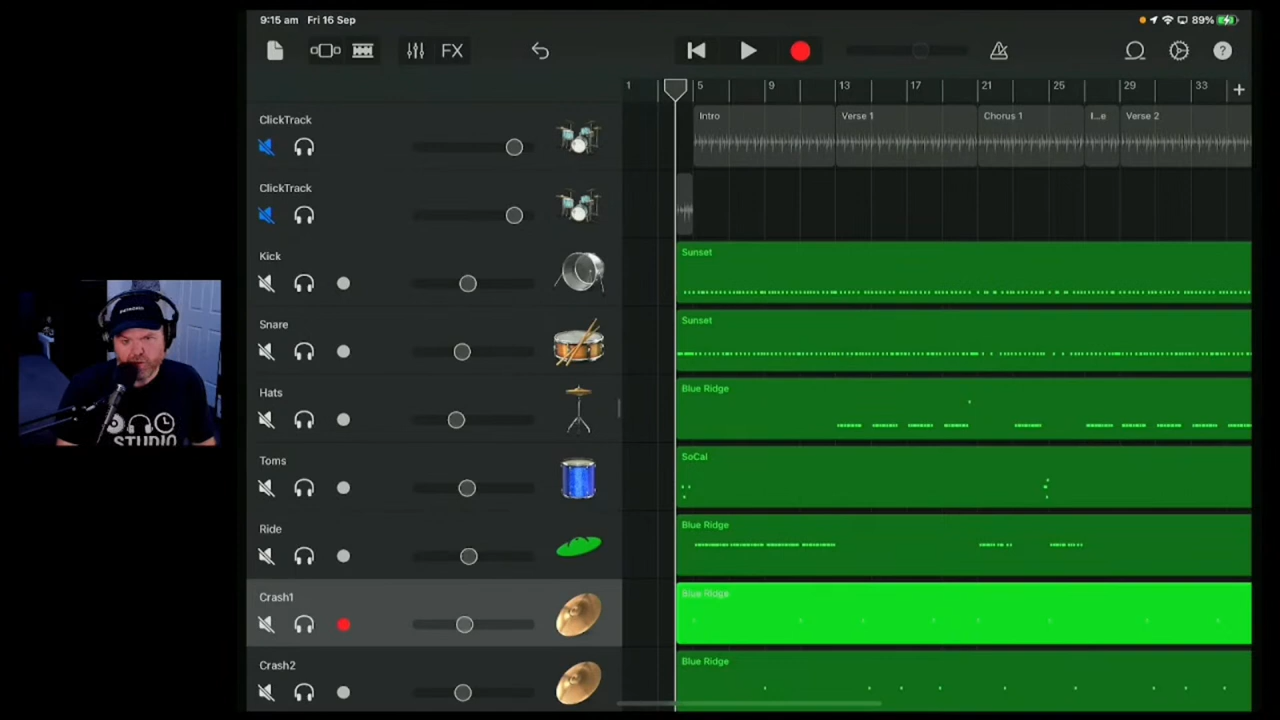 9:15 am Fri 16 Sep
89%
FX
1 5 9 13 17 21 25 29 33
ClickTrack
Intro Verse 1 Chorus 1 I...e Verse 2
ClickTrack
Kick
Sunset
Snare
Sunset
Hats
Blue Ridge
Toms
SoCal
Ride
Blue Ridge
Crash1
Blue Ridge
Crash2
Blue Ridge
STUDIO